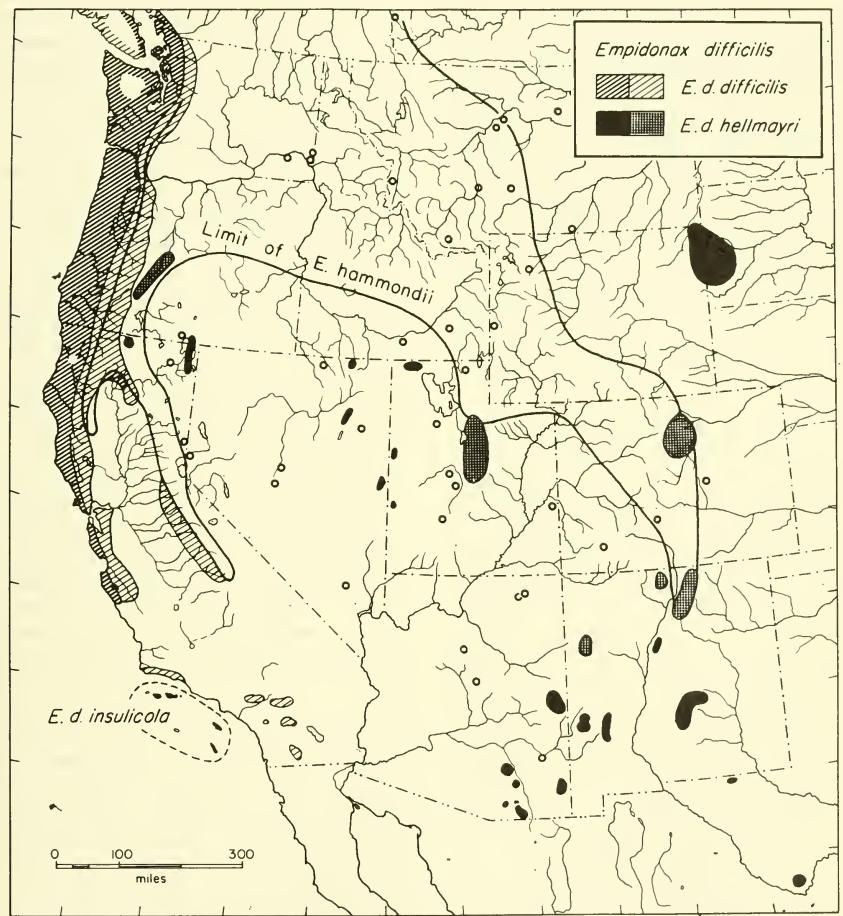 Empidonax difficilis
E. d. difficilis
E. d. hellmayri
Limit of E. hammondii
E. d. insulicola
0 100 300
miles